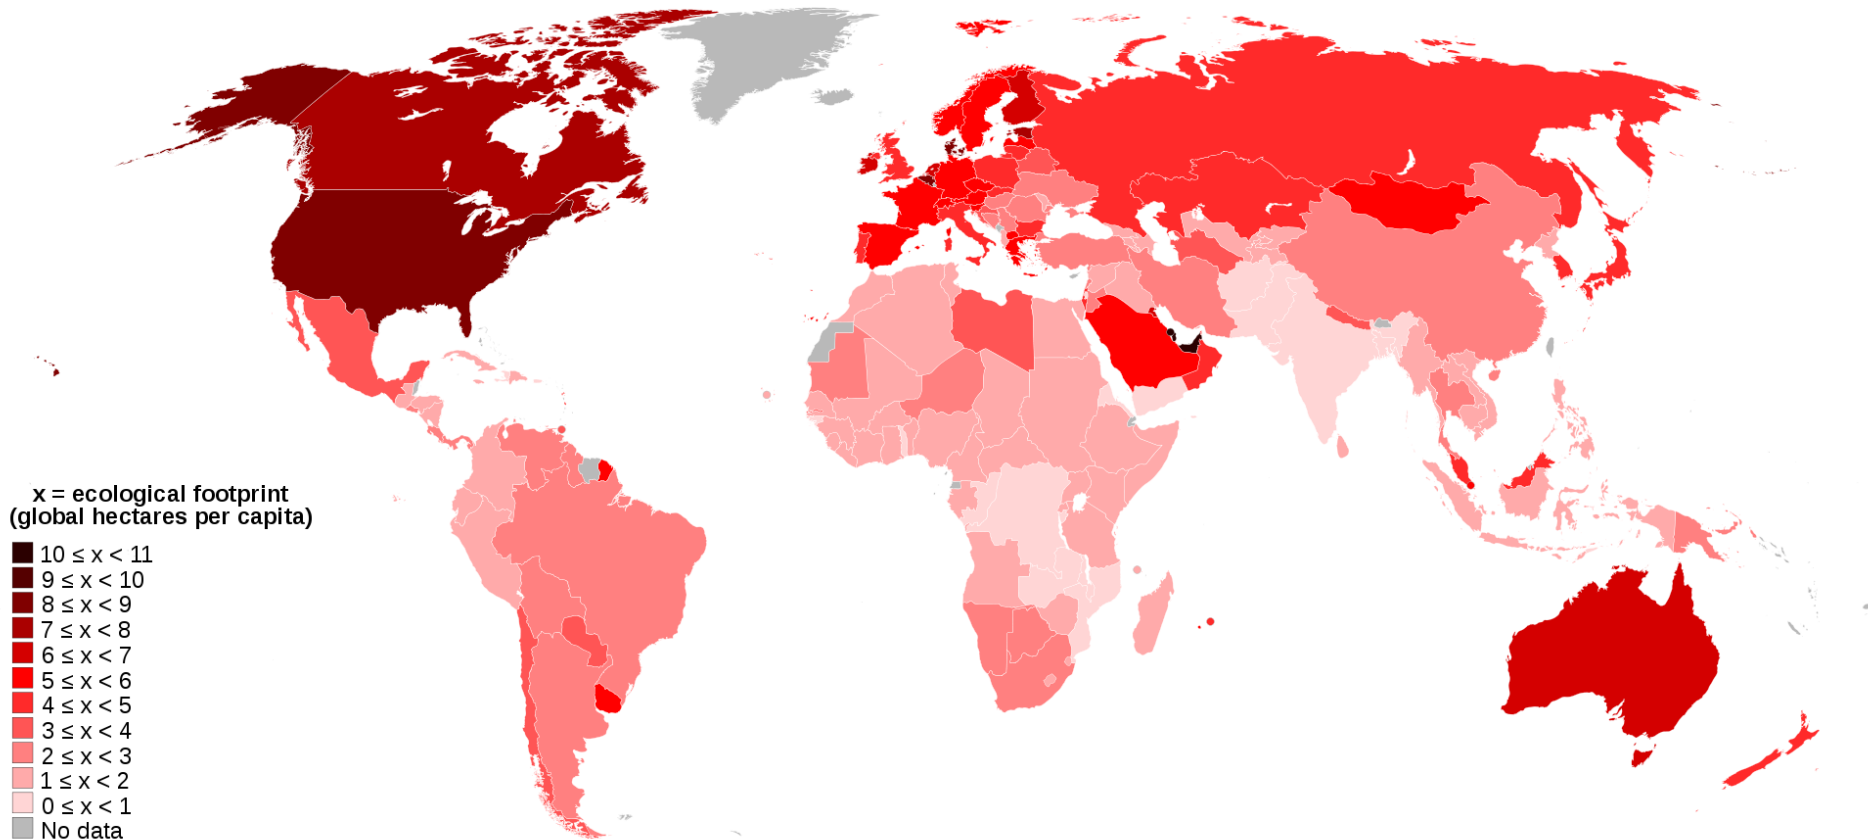 x = ecological footprint
(global hectares per capita)
10 ≤ x < 11
9 ≤ x < 10
8 ≤ x < 9
7 ≤ x < 8
6 ≤ x < 7
5 ≤ x < 6
4 ≤ x < 5
3 ≤ x < 4
2 ≤ x < 3
1 ≤ x < 2
0 ≤ x < 1
No data